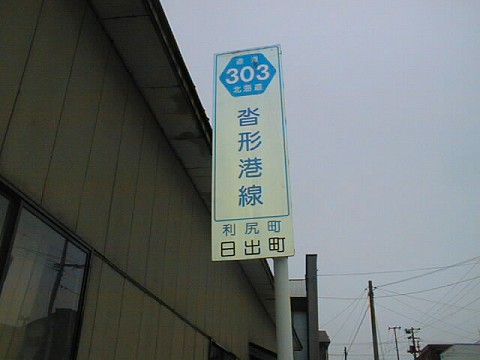 道道
303
北海道
沓形港線
利尻町
日出町